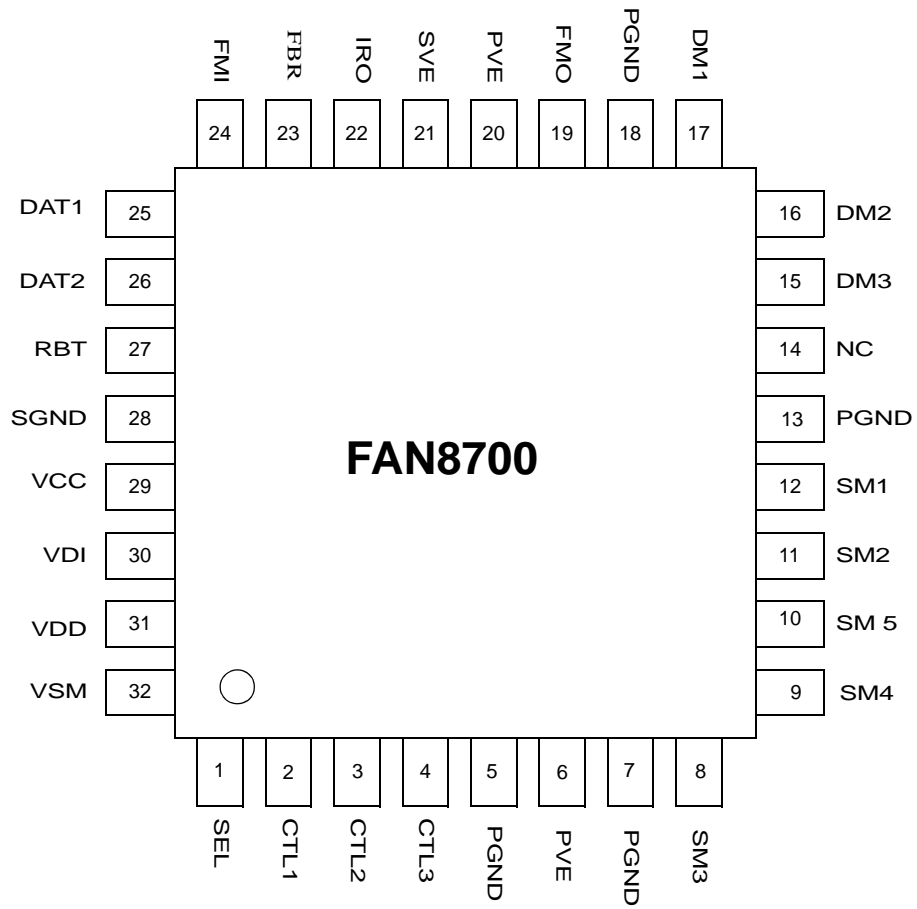 FMI FBR IRO SVE PVE FMO PGND DM1
24 23 22 21 20 19 18 17
DAT1 25 16 DM2
DAT2 26 15 DM3
RBT 27 14 NC
SGND 28 13 PGND
FAN8700
VCC 29 12 SM1
VDI 30 11 SM2
VDD 31 10 SM 5
VSM 32 9 SM4
1 2 3 4 5 6 7 8
SEL CTL1 CTL2 CTL3 PGND PVE PGND SM3